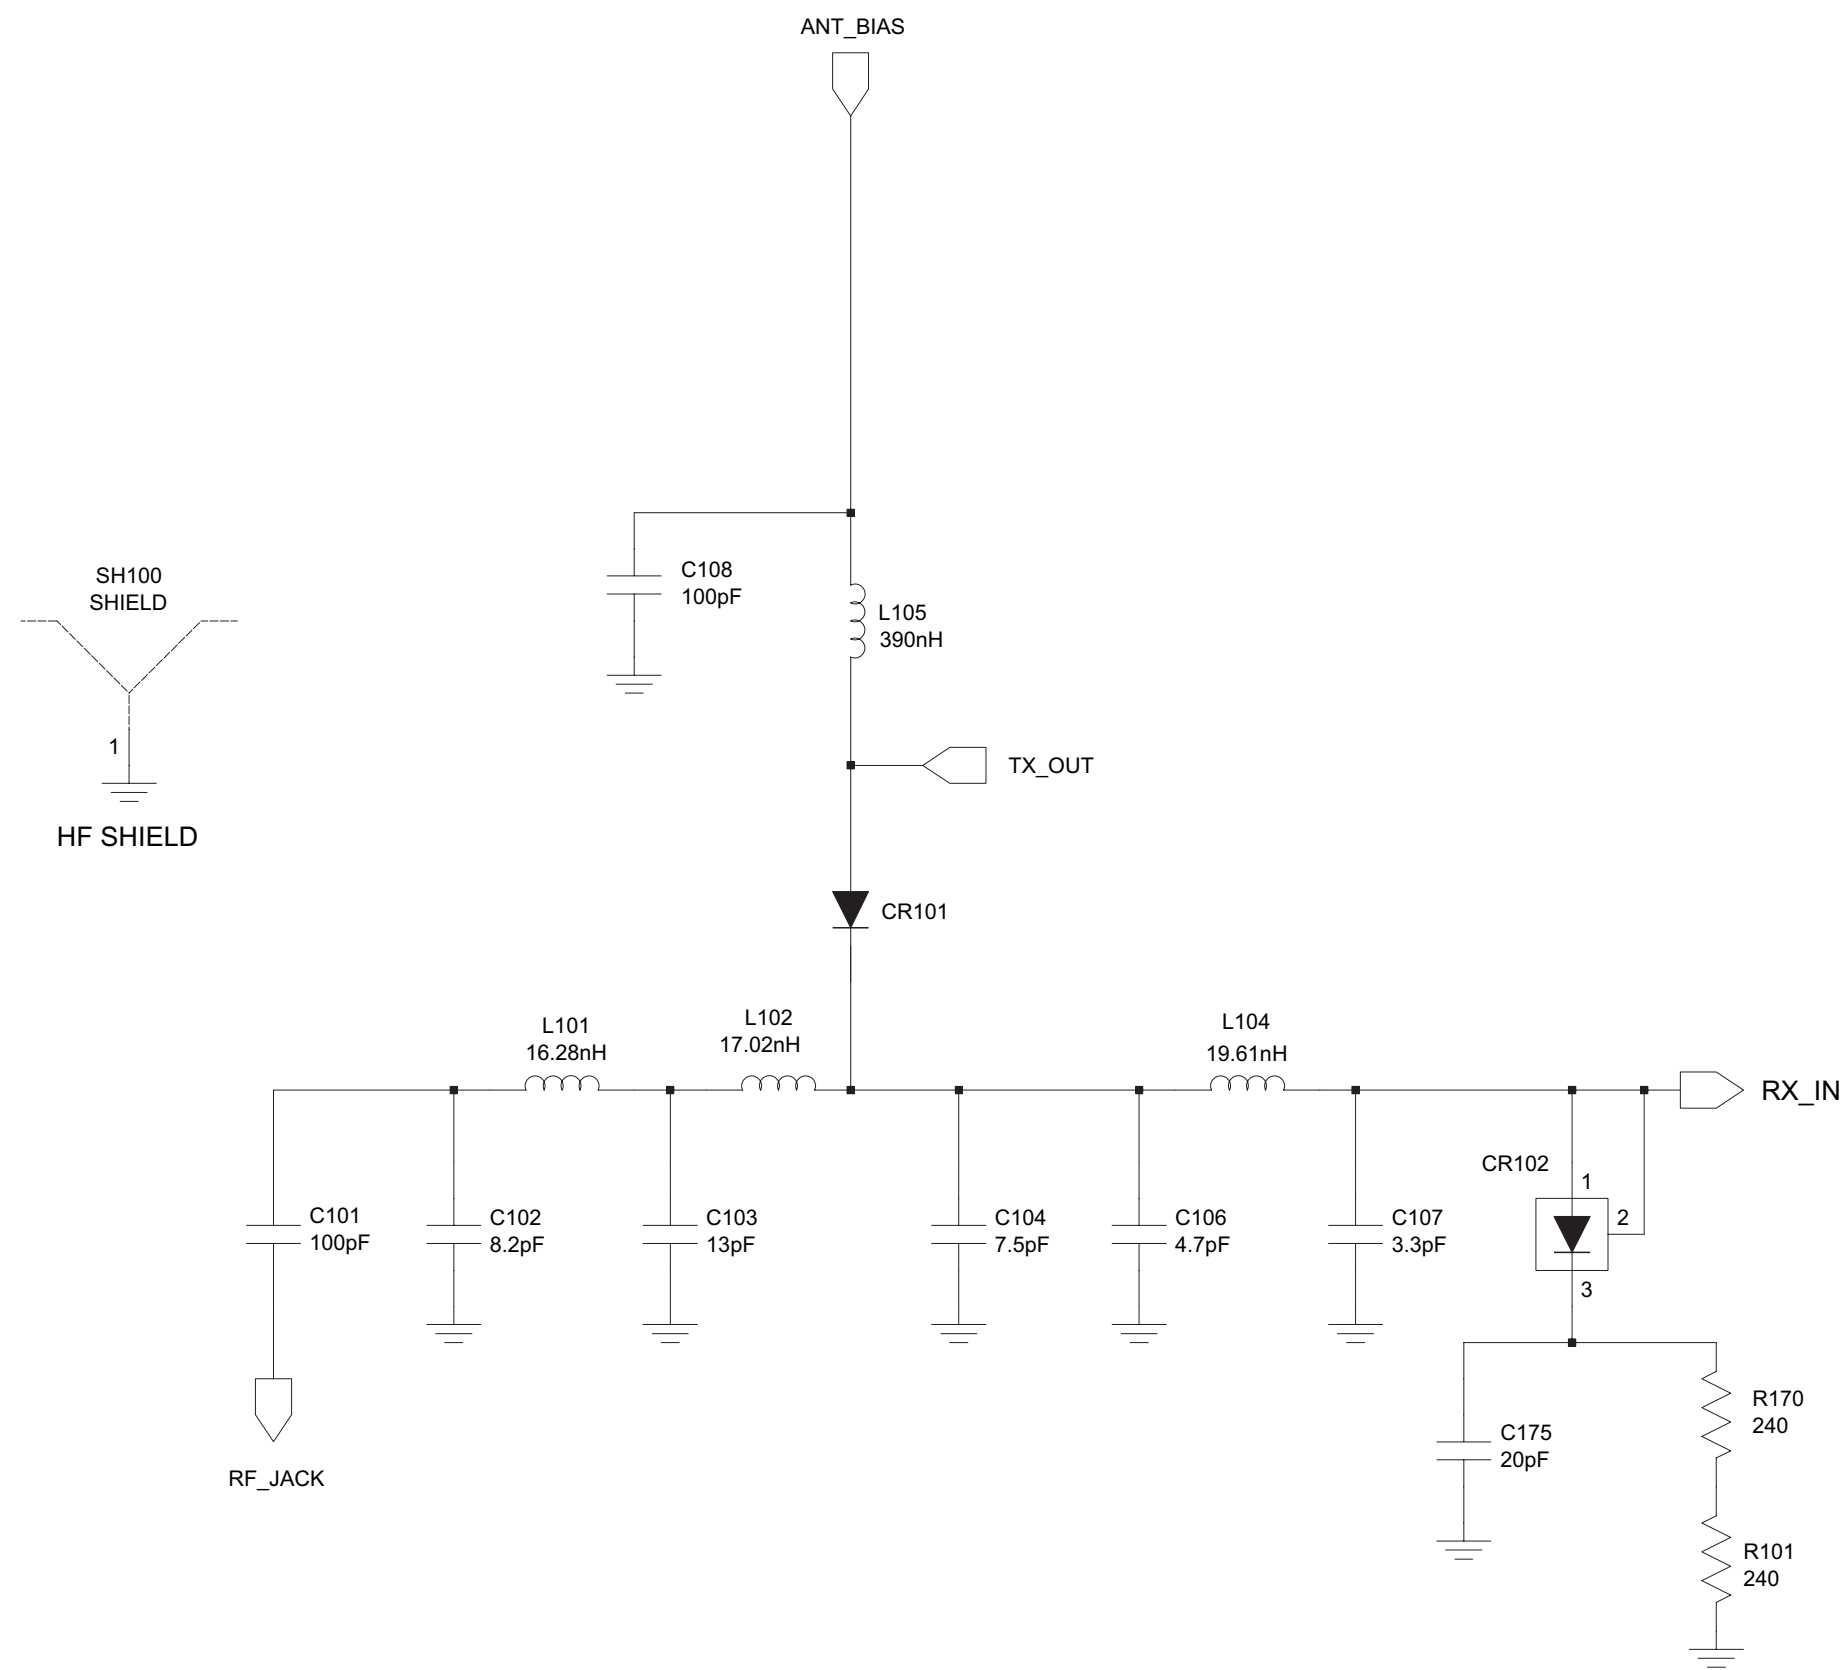 ANT_BIAS
SH100
SHIELD
1
HF SHIELD
C108
100pF
L105
390nH
TX_OUT
CR101
L101
16.28nH
L102
17.02nH
L104
19.61nH
RX_IN
CR102
1
2
3
C101
100pF
C102
8.2pF
C103
13pF
C104
7.5pF
C106
4.7pF
C107
3.3pF
RF_JACK
C175
20pF
R170
240
R101
240